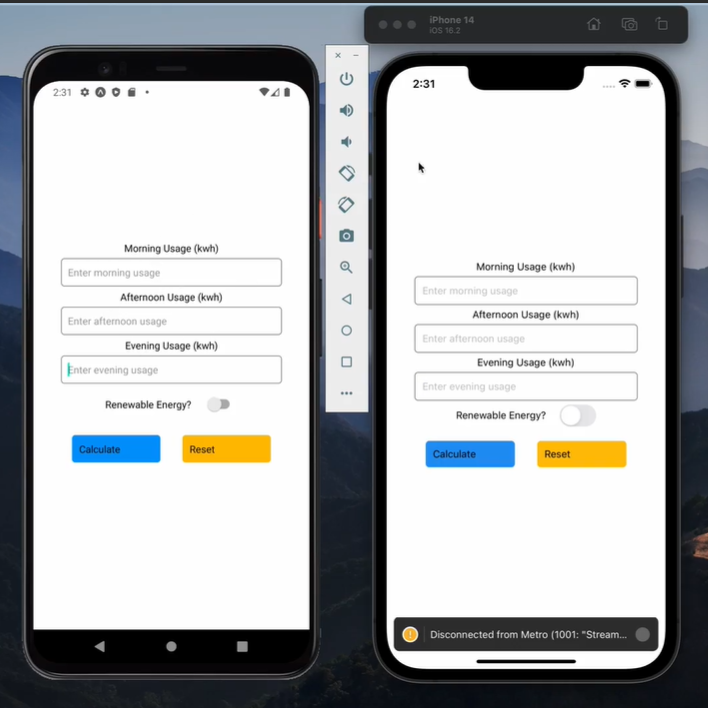 iPhone 14
iOS 16.2
2:31
Morning Usage (kwh)
Enter morning usage
Afternoon Usage (kwh)
Enter afternoon usage
Evening Usage (kwh)
Enter evening usage
Renewable Energy?
Calculate
Reset
2:31
Morning Usage (kwh)
Enter morning usage
Afternoon Usage (kwh)
Enter afternoon usage
Evening Usage (kwh)
Enter evening usage
Renewable Energy?
Calculate
Reset
Disconnected from Metro (1001: "Stream...